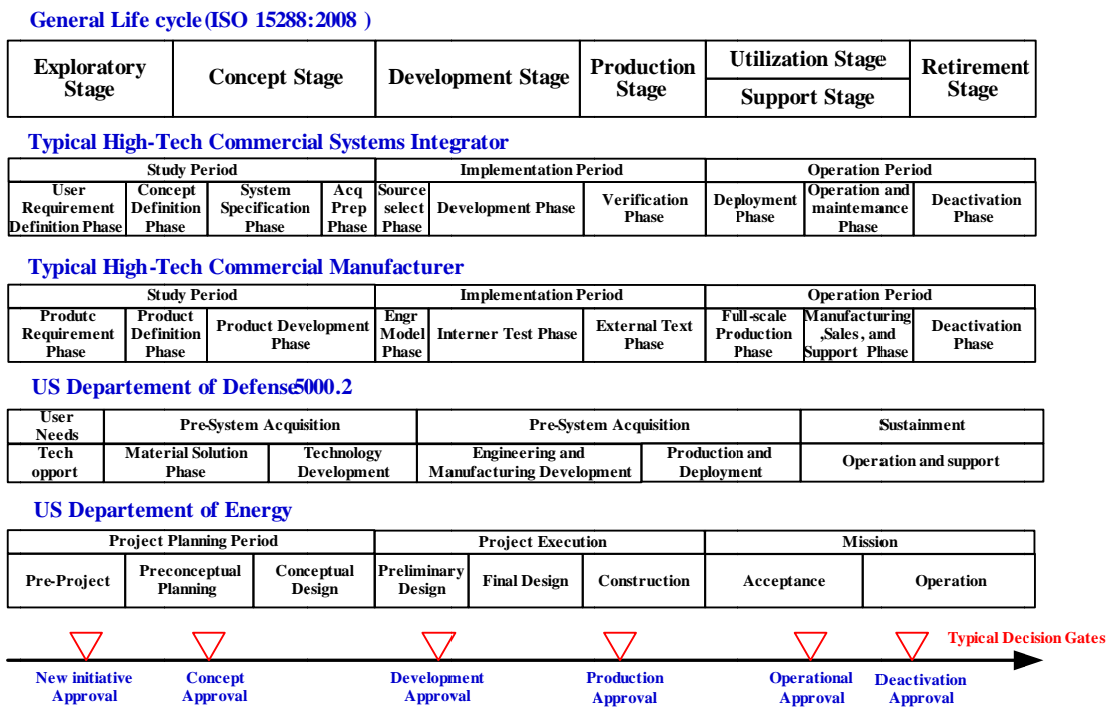 General Life cycle (ISO 15288:2008 )
Exploratory
Stage
Concept Stage
Development Stage
Production
Stage
Utilization Stage
Support Stage
Retirement
Stage
Typical High-Tech Commercial Systems Integrator
Study Period
Implementation Period
Operation Period
User
Requirement
Definition Phase
Concept
Definition
Phase
System
Specification
Phase
Acq
Prep
Phase
Source
select
Phase
Development Phase
Verification
Phase
Deployment
Phase
Operation and
maintemance
Phase
Deactivation
Phase
Typical High-Tech Commercial Manufacturer
Study Period
Implementation Period
Operation Period
Produtc
Requirement
Phase
Product
Definition
Phase
Product Development
Phase
Engr
Model
Phase
Interner Test Phase
External Text
Phase
Full-scale
Production
Phase
Manufacturing
,Sales, and
Support Phase
Deactivation
Phase
US Departement of Defense5000.2
User
Needs
Pre-System Acquisition
Pre-System Acquisition
Sustainment
Tech
opport
Material Solution
Phase
Technology
Development
Engineering and
Manufacturing Development
Production and
Deployment
Operation and support
US Departement of Energy
Project Planning Period
Project Execution
Mission
Pre-Project
Preconceptual
Planning
Conceptual
Design
Preliminary
Design
Final Design
Construction
Acceptance
Operation
Typical Decision Gates
New initiative
Approval
Concept
Approval
Development
Approval
Production
Approval
Operational
Approval
Deactivation
Approval